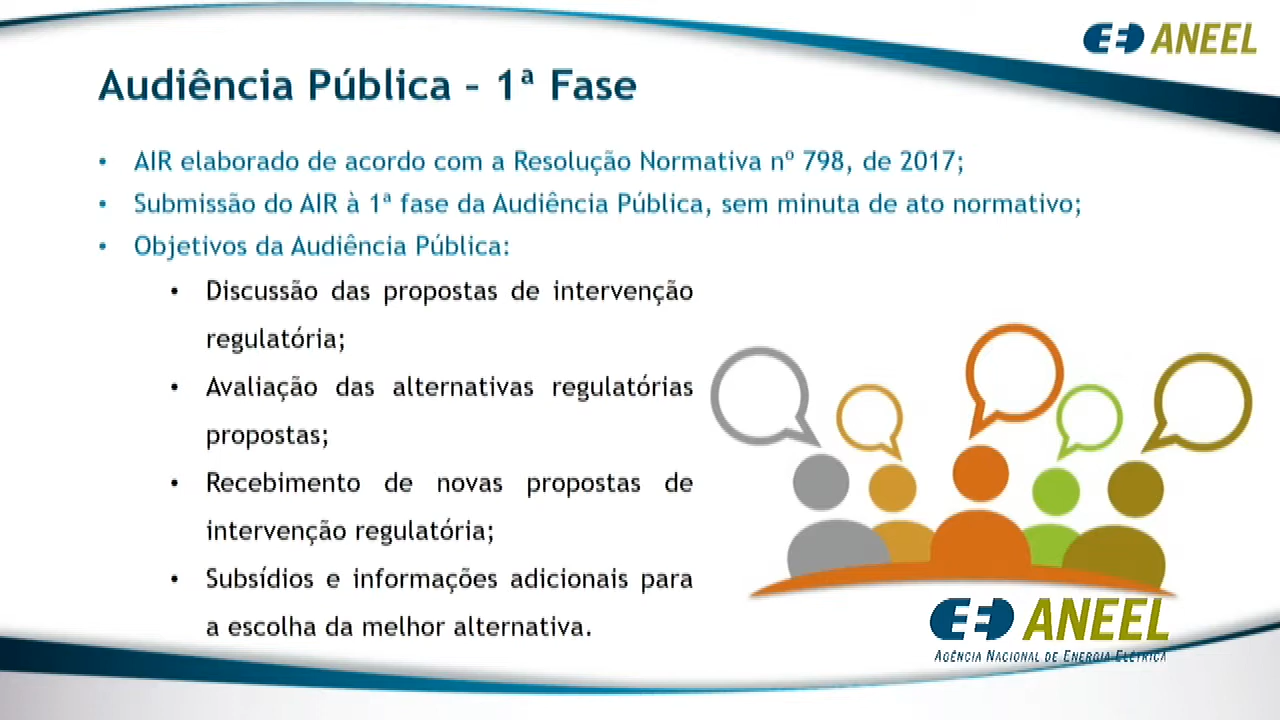 ANEEL
Audiência Pública – 1ª Fase
• AIR elaborado de acordo com a Resolução Normativa nº 798, de 2017;
• Submissão do AIR à 1ª fase da Audiência Pública, sem minuta de ato normativo;
• Objetivos da Audiência Pública:
• Discussão das propostas de intervenção
regulatória;
• Avaliação das alternativas regulatórias
propostas;
• Recebimento de novas propostas de
intervenção regulatória;
• Subsídios e informações adicionais para
a escolha da melhor alternativa.
ANEEL
AGÊNCIA NACIONAL DE ENERGIA ELÉTRICA